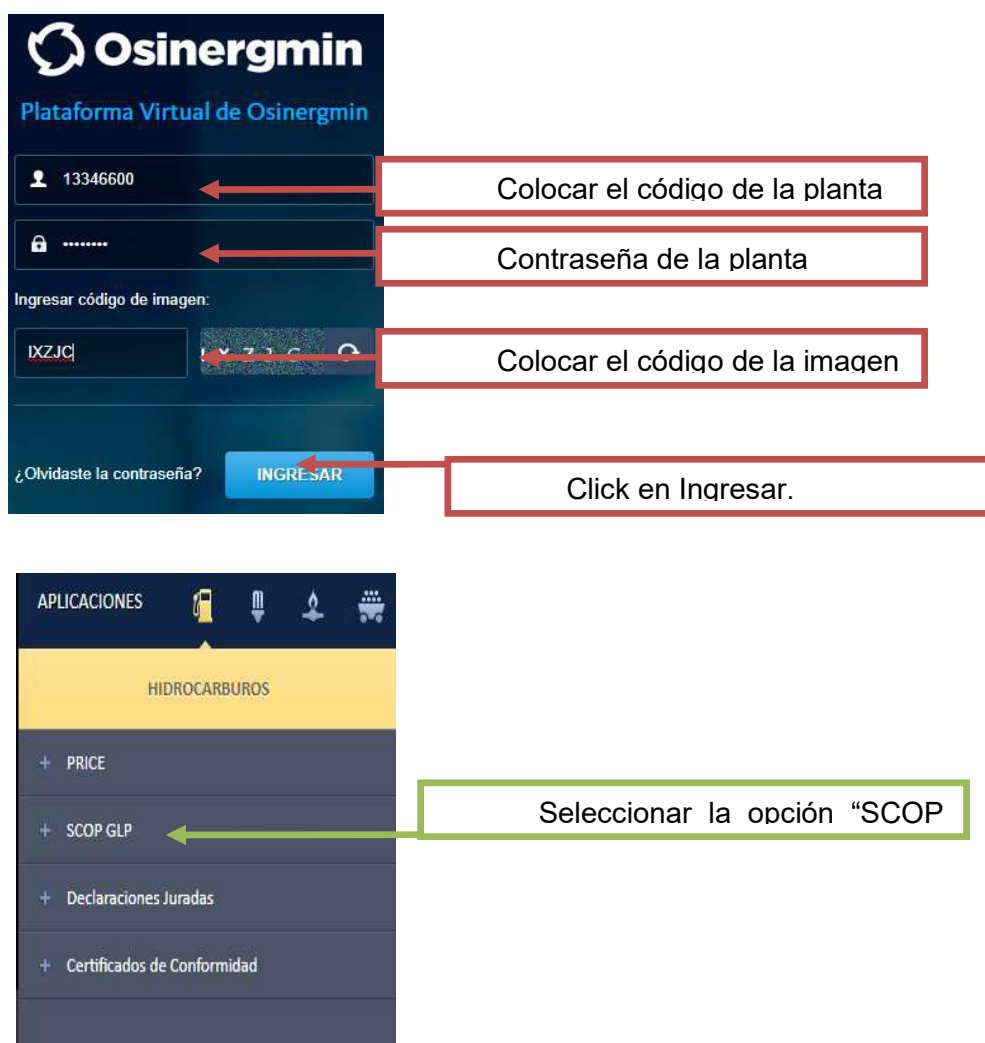 Osinergmin
Plataforma Virtual de Osinergmin
13346600
Colocar el código de la planta
........
Contraseña de la planta
Ingresar código de imagen:
IXZJC
Colocar el código de la imagen
¿Olvidaste la contraseña?
INGRESAR
Click en Ingresar.
APLICACIONES
HIDROCARBUROS
+ PRICE
+ SCOP GLP
Seleccionar la opción “SCOP
+ Declaraciones Juradas
+ Certificados de Conformidad